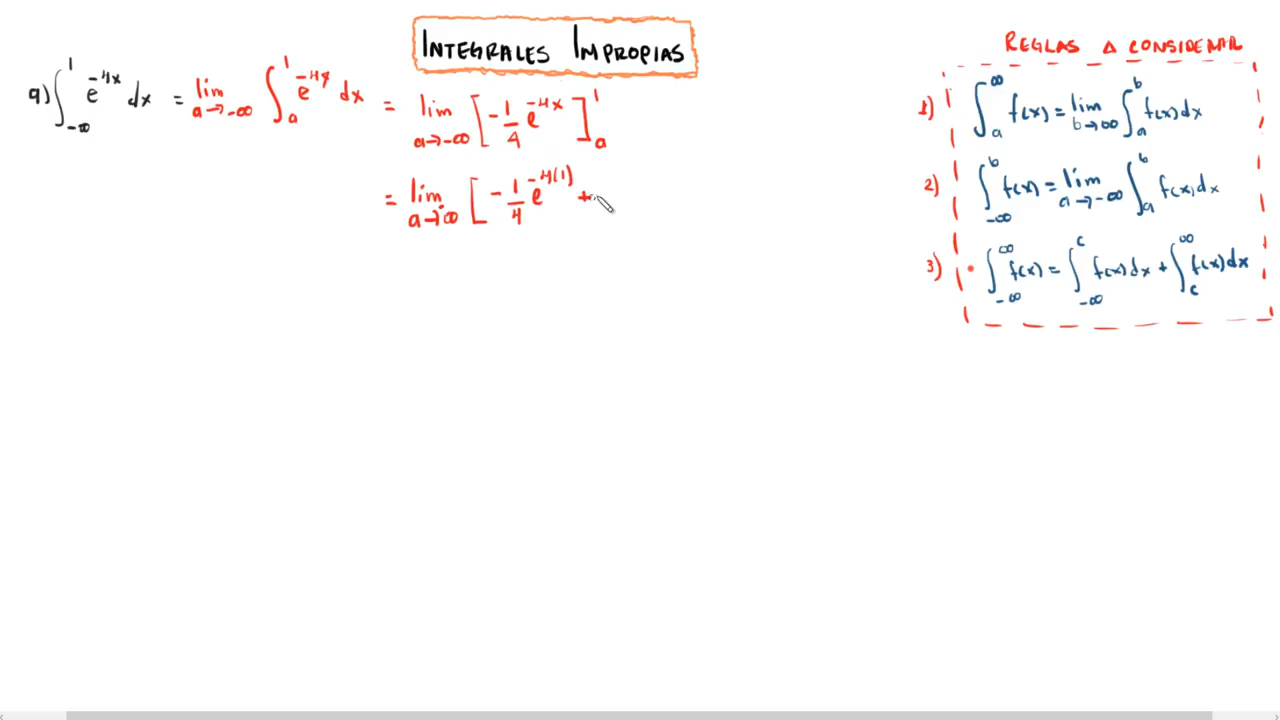 INTEGRALES IMPROPIAS
a) ∫_{-∞}^{1} e^{-4x} dx = lim_{a→-∞} ∫_{a}^{1} e^{-4x} dx = lim_{a→-∞} [ -1/4 e^{-4x} ]_{a}^{1}
= lim_{a→-∞} [ -1/4 e^{-4(1)} +
REGLAS A CONSIDERAR
1) ∫_{a}^{∞} f(x) = lim_{b→∞} ∫_{a}^{b} f(x) dx
2) ∫_{-∞}^{b} f(x) = lim_{a→-∞} ∫_{a}^{b} f(x) dx
3) • ∫_{-∞}^{∞} f(x) = ∫_{-∞}^{c} f(x) dx + ∫_{c}^{∞} f(x) dx